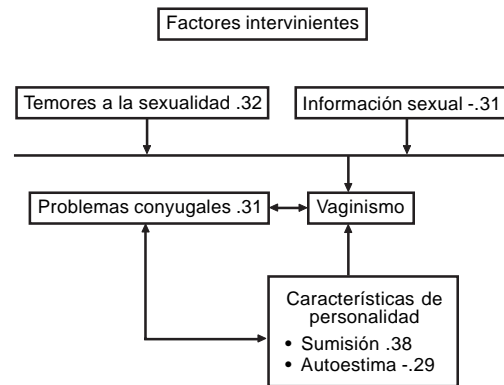 Factores intervinientes
Temores a la sexualidad .32
Información sexual -.31
Problemas conyugales .31
Vaginismo
Características de
personalidad
• Sumisión .38
• Autoestima -.29